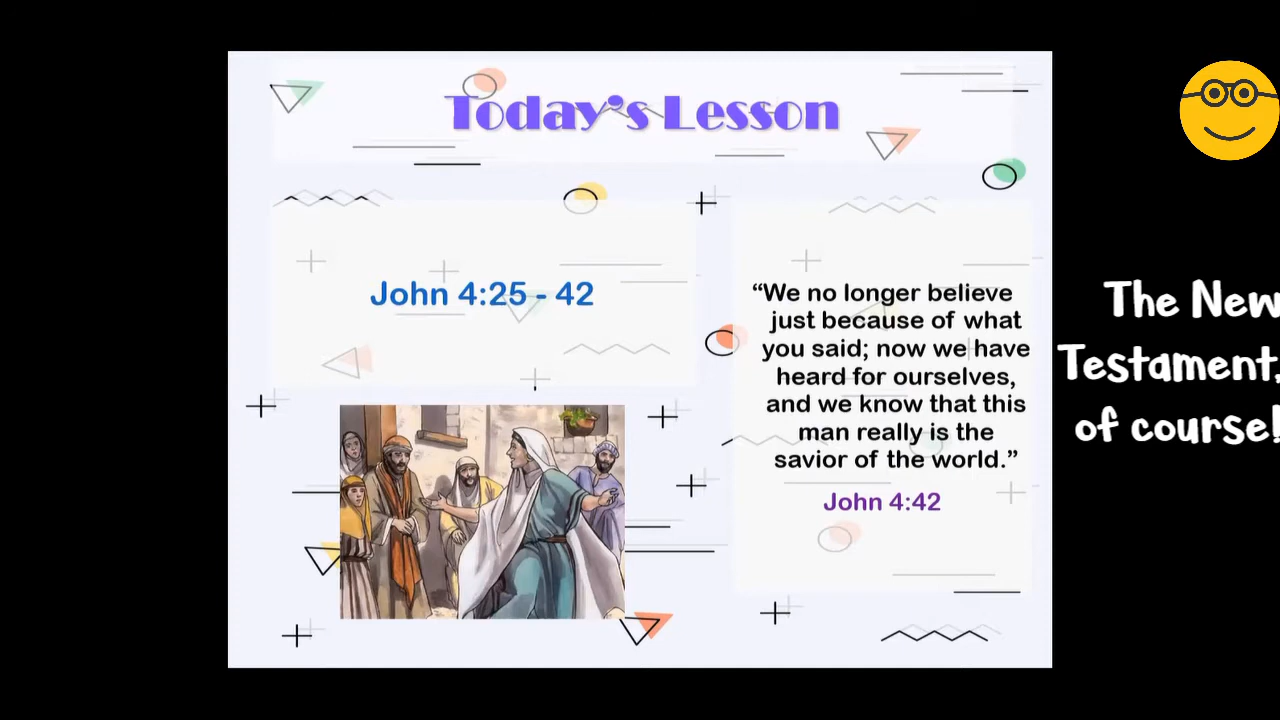 Today's Lesson
John 4:25 - 42
“We no longer believe
just because of what
you said; now we have
heard for ourselves,
and we know that this
man really is the
savior of the world.”
John 4:42
The New
Testament,
of course!